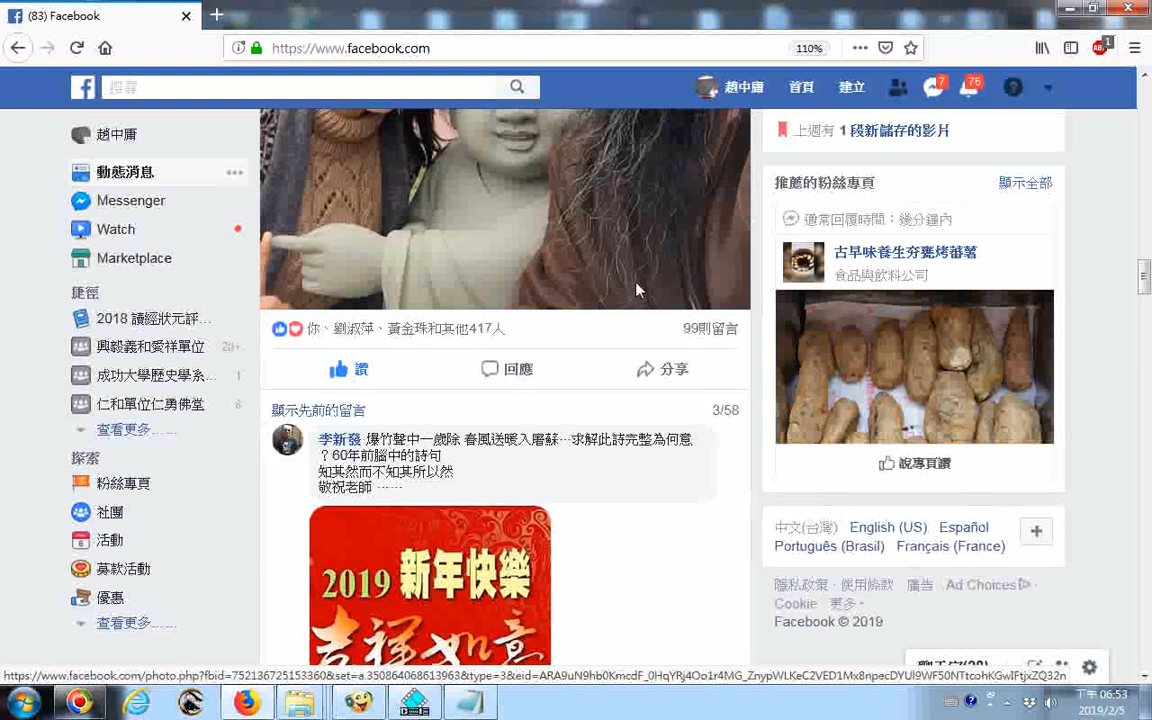 (83) Facebook
https://www.facebook.com
110%
搜尋
趙中庸
首頁
建立
7
76
趙中庸
動態消息
Messenger
Watch
Marketplace
捷徑
2018 讀經狀元評...
興毅義和愛祥單位 20+
成功大學歷史學系... 1
仁和單位仁勇佛堂 6
查看更多......
探索
粉絲專頁
社團
活動
募款活動
優惠
查看更多......
你、劉淑萍、黃金珠和其他417人
99則留言
讚
回應
分享
顯示先前的留言
3/58
李新發 爆竹聲中一歲除 春風送暖入屠蘇…求解此詩完整為何意
？60年前腦中的詩句
知其然而不知其所以然
敬祝老師 ……
2019 新年快樂
吉祥如意
上週有 1 段新儲存的影片
推薦的粉絲專頁
顯示全部
通常回覆時間：幾分鐘內
古早味養生夯甕烤蕃薯
食品與飲料公司
說專頁讚
中文(台灣) English (US) Español
Português (Brasil) Français (France)
隱私政策 · 使用條款 · 廣告 · Ad Choices ·
Cookie · 更多
Facebook © 2019
下午 06:53
2019/2/5